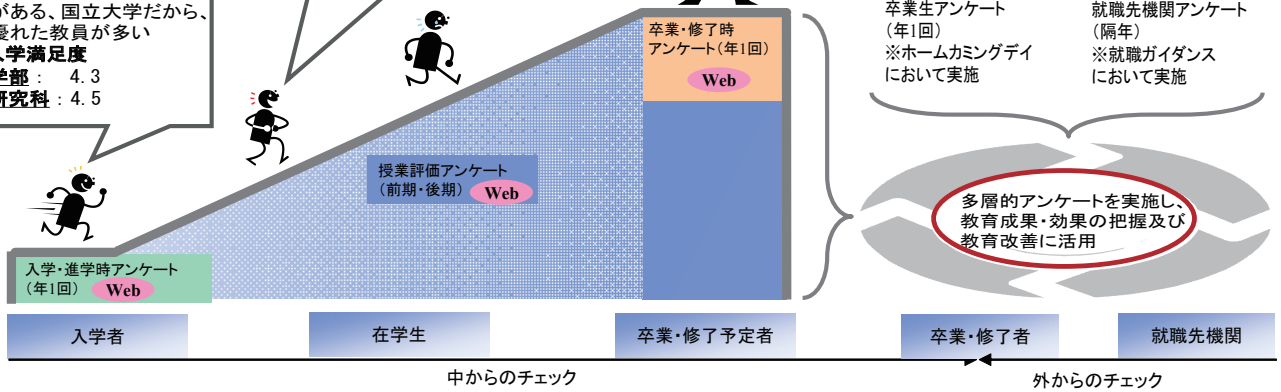 がある、国立大学だから、
優れた教員が多い
入学満足度
学部： 4.3
研究科：4.5
卒業・修了時
アンケート（年1回）
Web
授業評価アンケート
（前期・後期） Web
入学・進学時アンケート
（年1回） Web
卒業生アンケート
（年1回）
※ホームカミングデイ
において実施
就職先機関アンケート
（隔年）
※就職ガイダンス
において実施
多層的アンケートを実施し、
教育成果・効果の把握及び
教育改善に活用
入学者
在学生
卒業・修了予定者
卒業・修了者
就職先機関
中からのチェック
外からのチェック